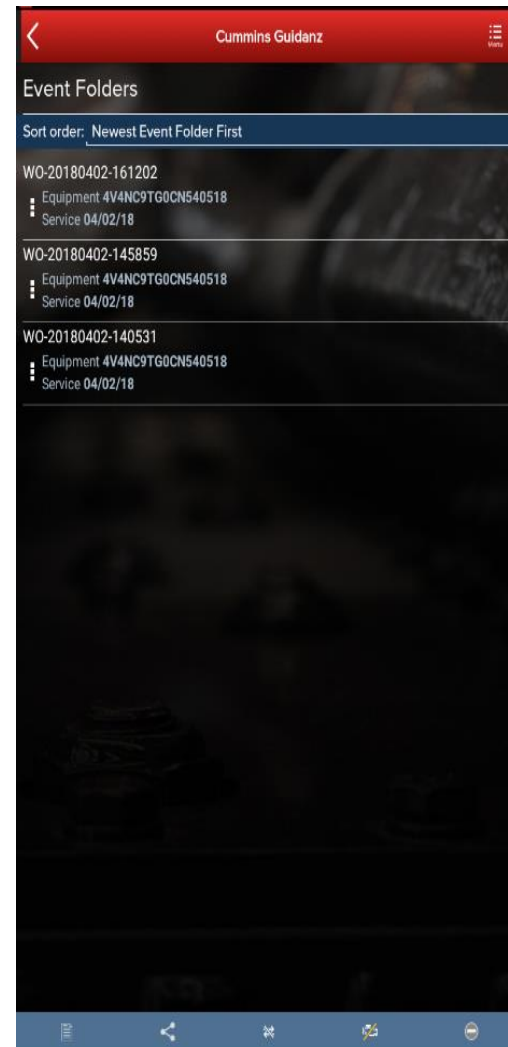 Cummins Guidanz
Menu
Event Folders
Sort order: Newest Event Folder First
WO-20180402-161202
Equipment 4V4NC9TG0CN540518
Service 04/02/18
WO-20180402-145859
Equipment 4V4NC9TG0CN540518
Service 04/02/18
WO-20180402-140531
Equipment 4V4NC9TG0CN540518
Service 04/02/18